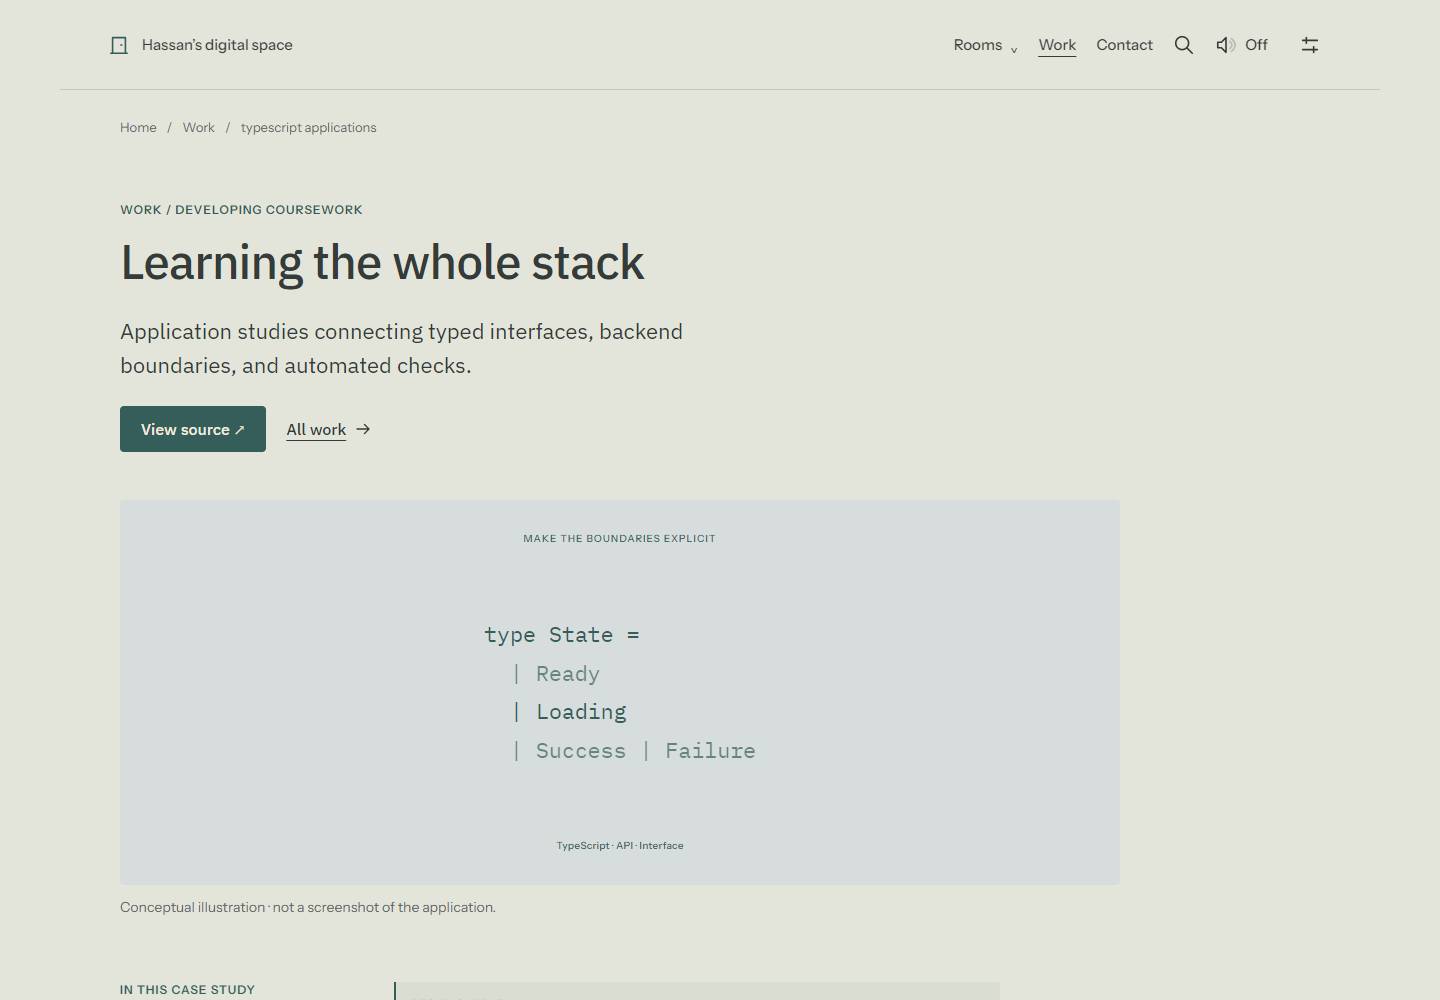 Hassan’s digital space
Rooms Work Contact Off
Home / Work / typescript applications
WORK / DEVELOPING COURSEWORK
Learning the whole stack
Application studies connecting typed interfaces, backend
boundaries, and automated checks.
View source ↗ All work →
MAKE THE BOUNDARIES EXPLICIT
type State =
| Ready
| Loading
| Success | Failure
TypeScript · API · Interface
Conceptual illustration · not a screenshot of the application.
IN THIS CASE STUDY